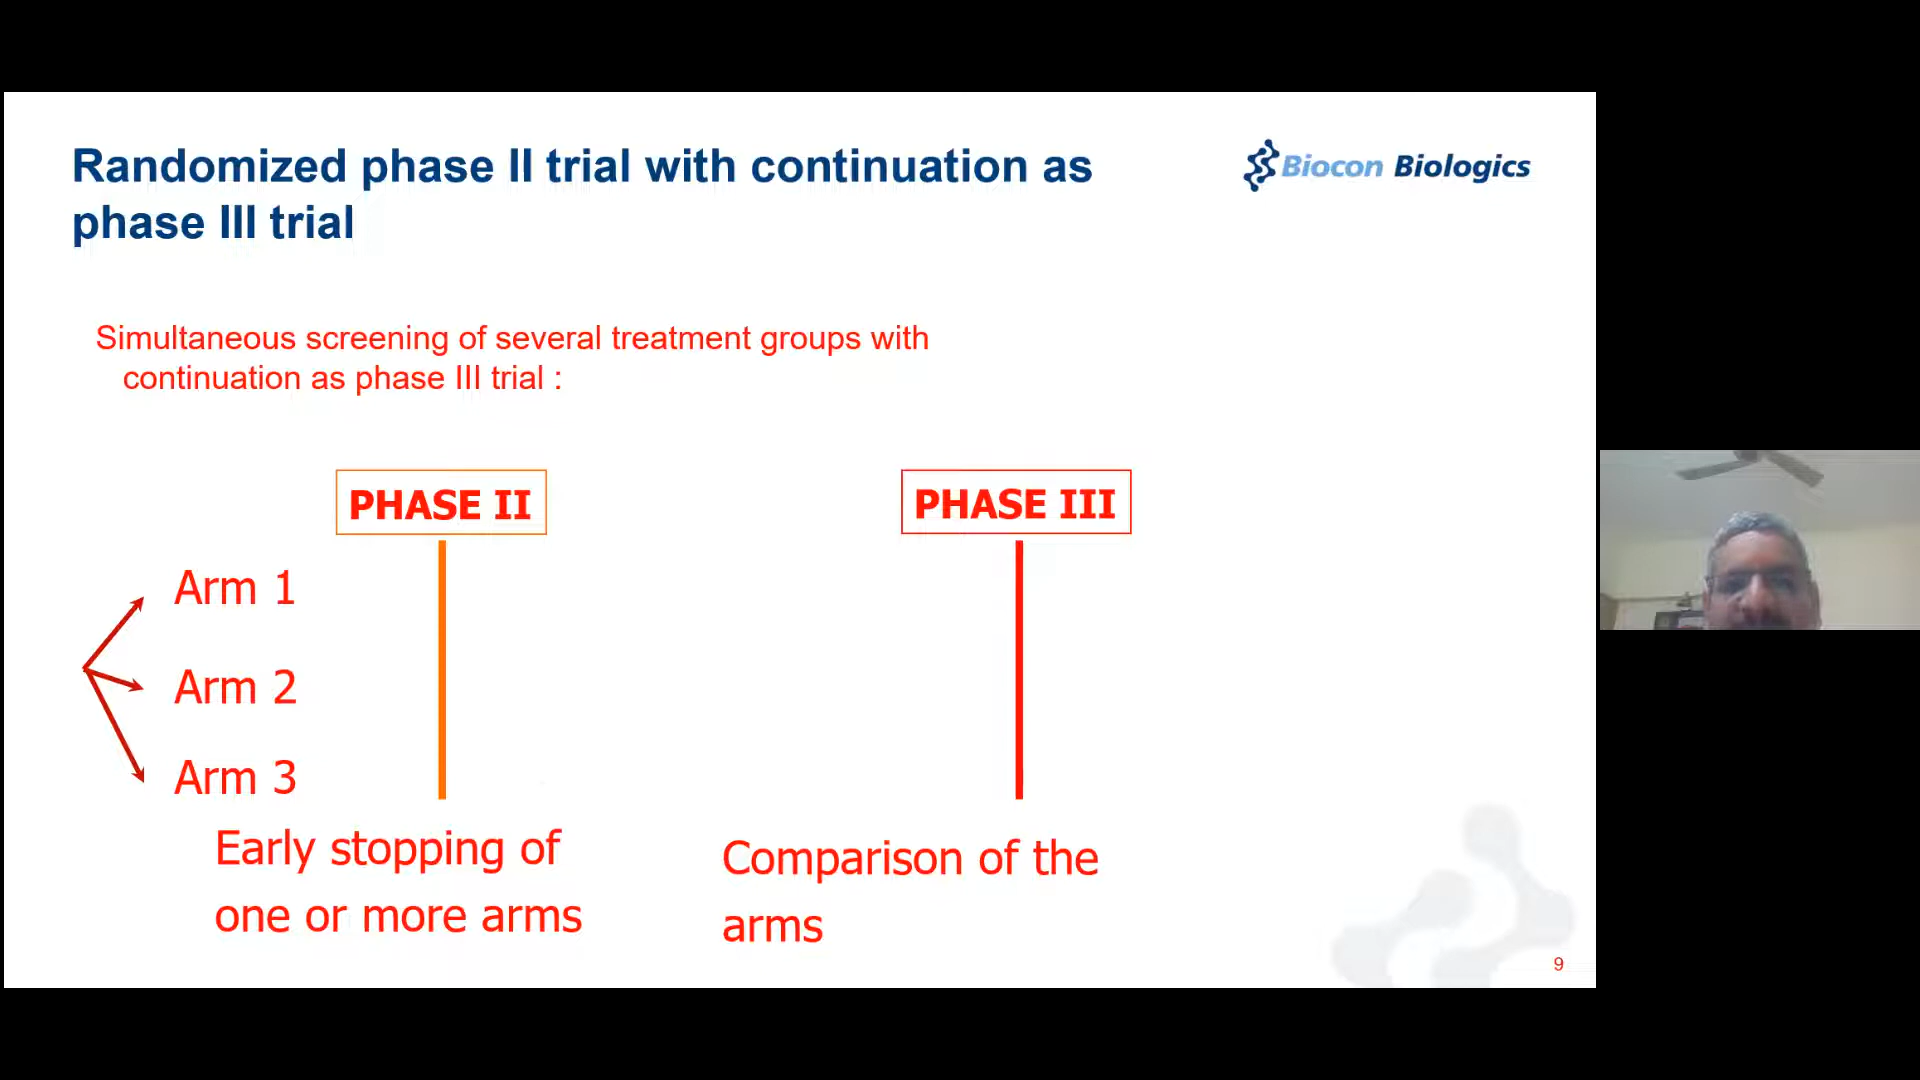 Randomized phase II trial with continuation as
phase III trial
Biocon Biologics
Simultaneous screening of several treatment groups with
continuation as phase III trial :
PHASE II
PHASE III
Arm 1
Arm 2
Arm 3
Early stopping of
one or more arms
Comparison of the
arms
9